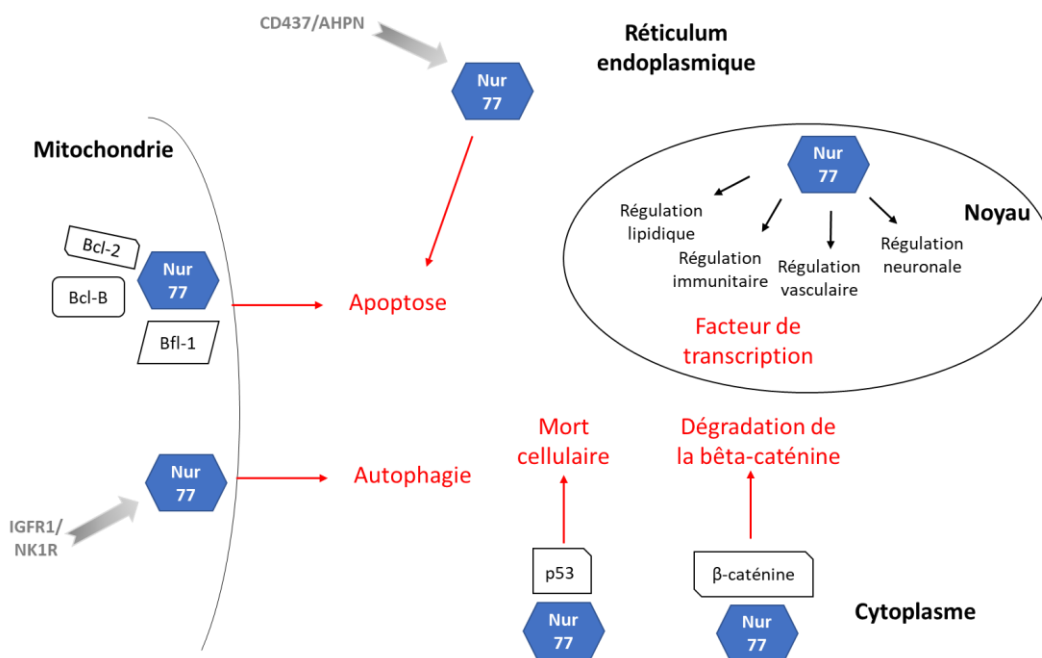 CD437/AHPN
Réticulum
endoplasmique
Nur
77
Mitochondrie
Nur
77
Noyau
Régulation
lipidique
Régulation
immunitaire
Régulation
vasculaire
Régulation
neuronale
Facteur de
transcription
Bcl-2
Bcl-B
Nur
77
Bfl-1
Apoptose
Mort
cellulaire
Dégradation de
la bêta-caténine
Nur
77
Autophagie
IGFR1/
NK1R
p53
Nur
77
β-caténine
Nur
77
Cytoplasme